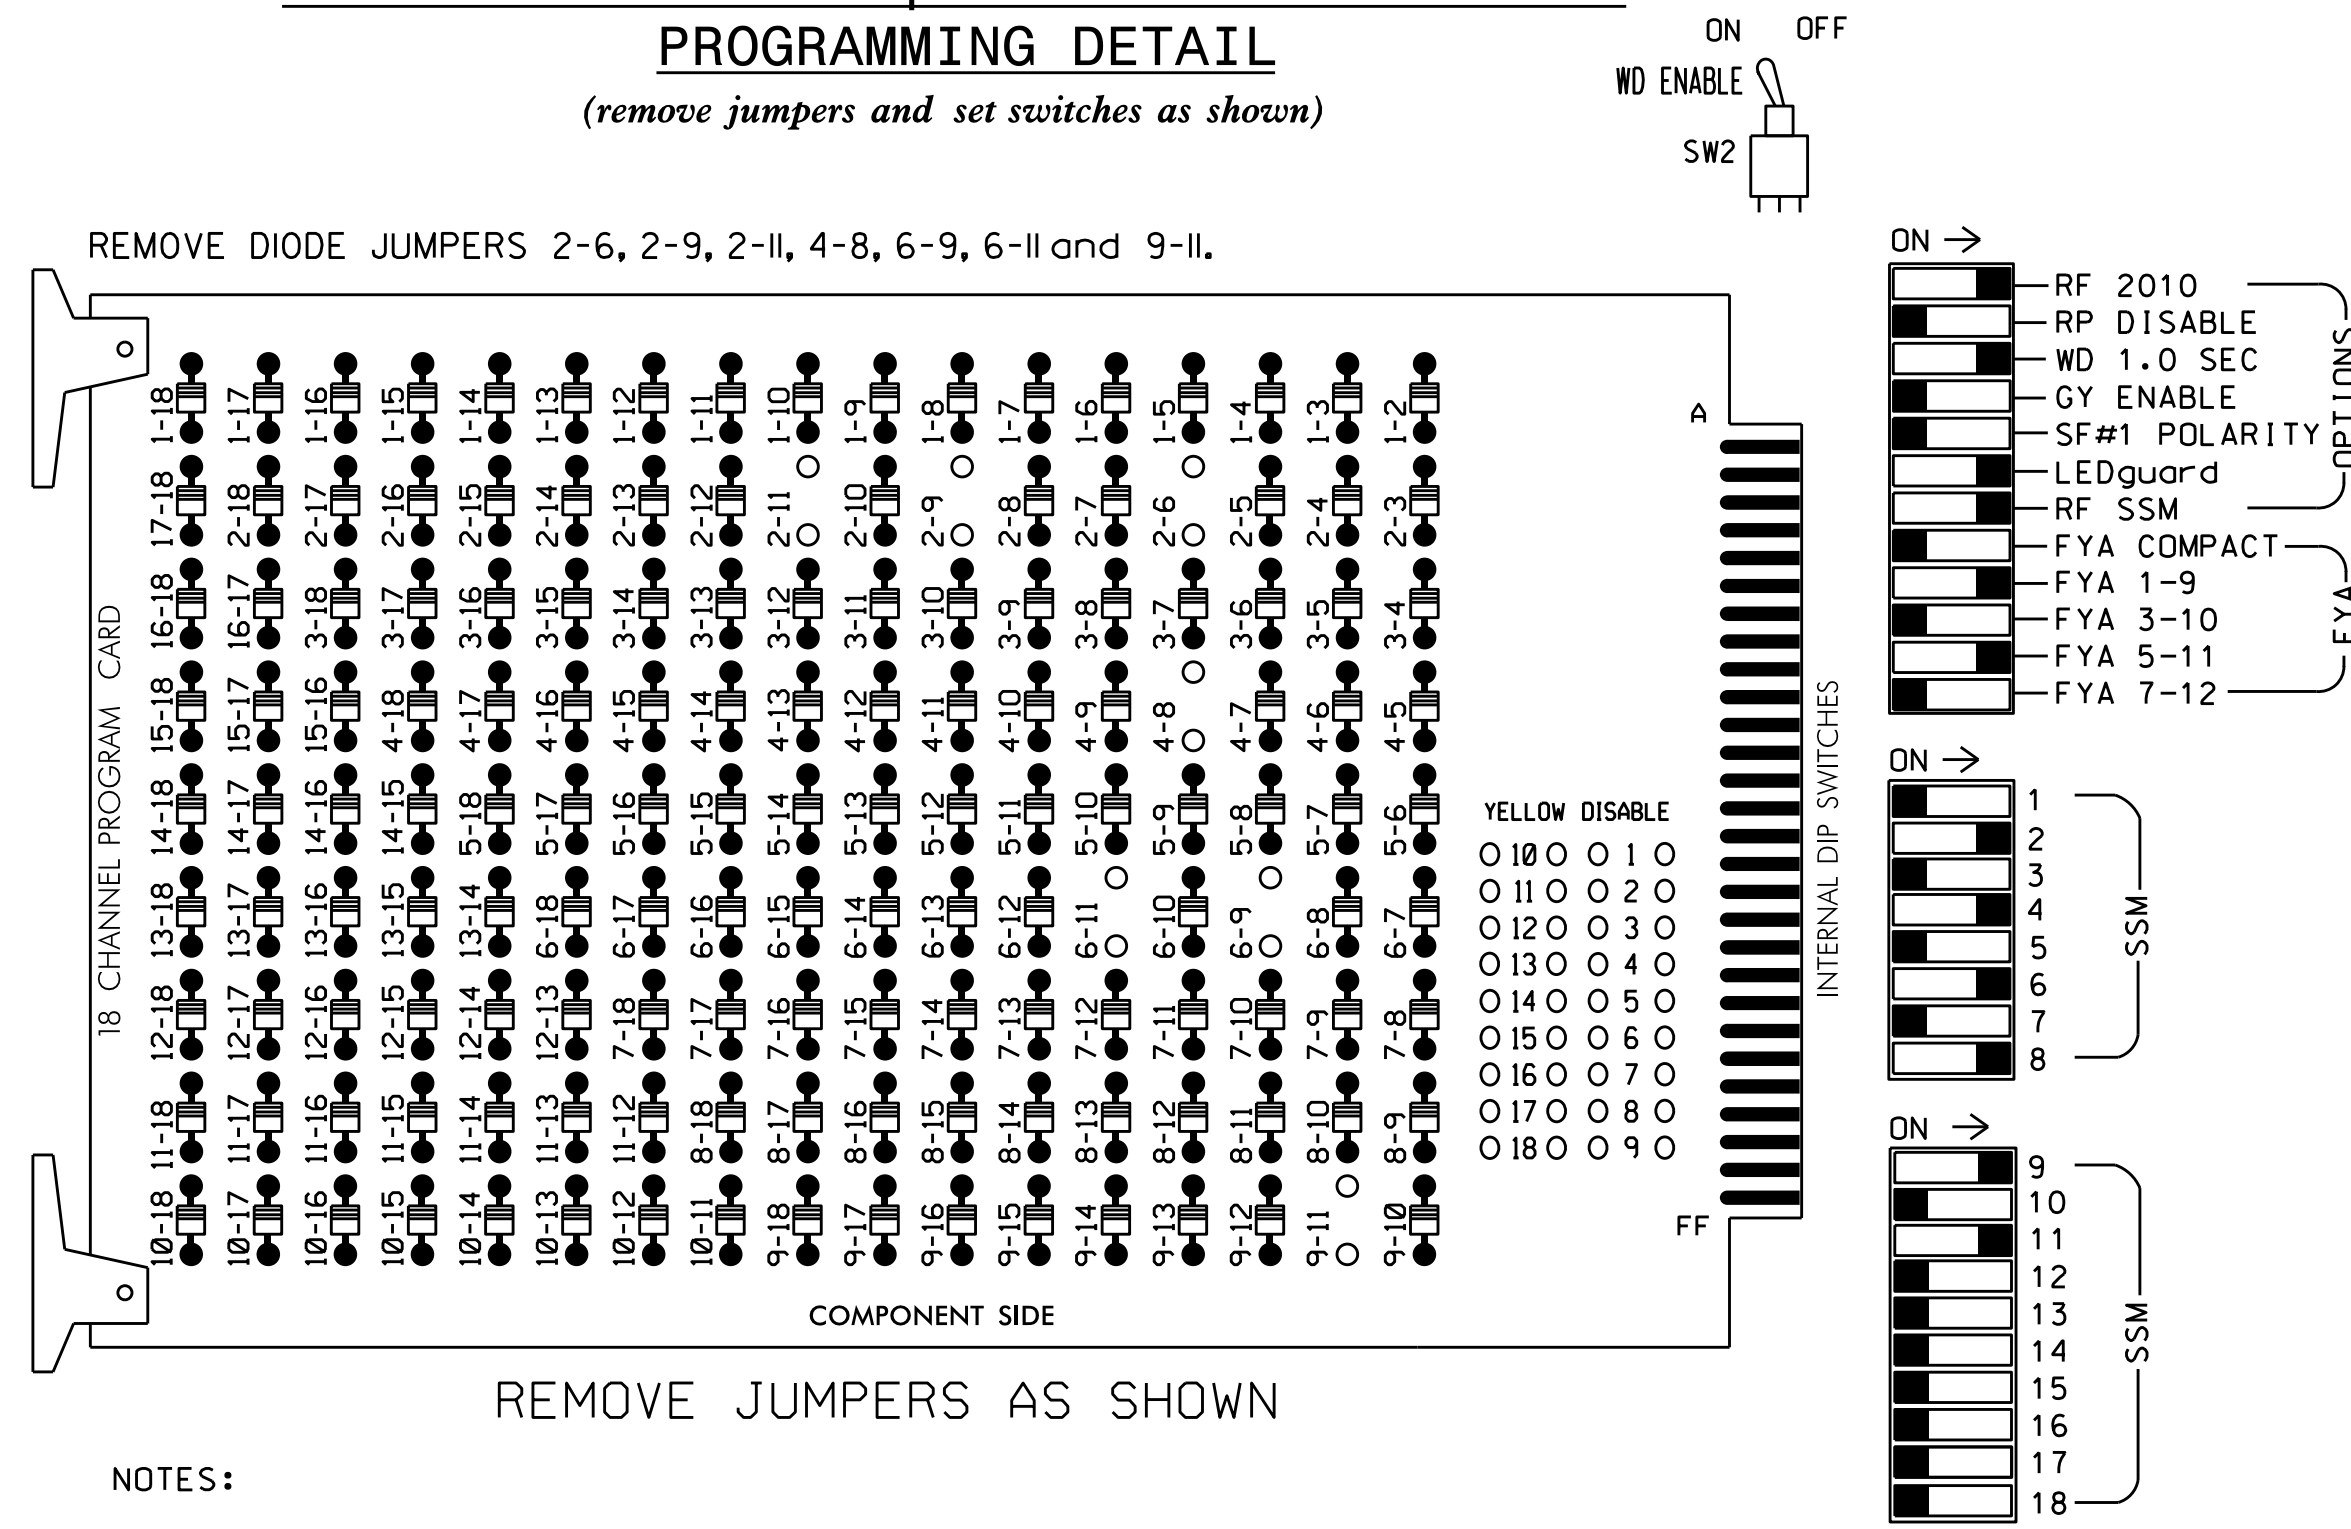 PROGRAMMING DETAIL
(remove jumpers and set switches as shown)
ON OFF
WD ENABLE
SW2
REMOVE DIODE JUMPERS 2-6, 2-9, 2-11, 4-8, 6-9, 6-11 and 9-11.
1-18 1-17 1-16 1-15 1-14 1-13 1-12 1-11 1-10 1-9 1-8 1-7 1-6 1-5 1-4 1-3 1-2
17-18 2-18 2-17 2-16 2-15 2-14 2-13 2-12 2-11 2-10 2-9 2-8 2-7 2-6 2-5 2-4 2-3
16-18 16-17 3-18 3-17 3-16 3-15 3-14 3-13 3-12 3-11 3-10 3-9 3-8 3-7 3-6 3-5 3-4
15-18 15-17 15-16 4-18 4-17 4-16 4-15 4-14 4-13 4-12 4-11 4-10 4-9 4-8 4-7 4-6 4-5
14-18 14-17 14-16 14-15 5-18 5-17 5-16 5-15 5-14 5-13 5-12 5-11 5-10 5-9 5-8 5-7 5-6
13-18 13-17 13-16 13-15 13-14 6-18 6-17 6-16 6-15 6-14 6-13 6-12 6-11 6-10 6-9 6-8 6-7
12-18 12-17 12-16 12-15 12-14 12-13 7-18 7-17 7-16 7-15 7-14 7-13 7-12 7-11 7-10 7-9 7-8
11-18 11-17 11-16 11-15 11-14 11-13 11-12 8-18 8-17 8-16 8-15 8-14 8-13 8-12 8-11 8-10 8-9
10-18 10-17 10-16 10-15 10-14 10-13 10-12 10-11 9-18 9-17 9-16 9-15 9-14 9-13 9-12 9-11 9-10
18 CHANNEL PROGRAM CARD
YELLOW DISABLE
10 1
11 2
12 3
13 4
14 5
15 6
16 7
17 8
18 9
A
FF
COMPONENT SIDE
REMOVE JUMPERS AS SHOWN
NOTES:
INTERNAL DIP SWITCHES
ON
RF 2010
RP DISABLE
WD 1.0 SEC
GY ENABLE
SF#1 POLARITY
LEDguard
RF SSM
OPTIONS
FYA COMPACT
FYA 1-9
FYA 3-10
FYA 5-11
FYA 7-12
FYA
ON
1
2
3
4
5
6
7
8
SSM
ON
9
10
11
12
13
14
15
16
17
18
SSM